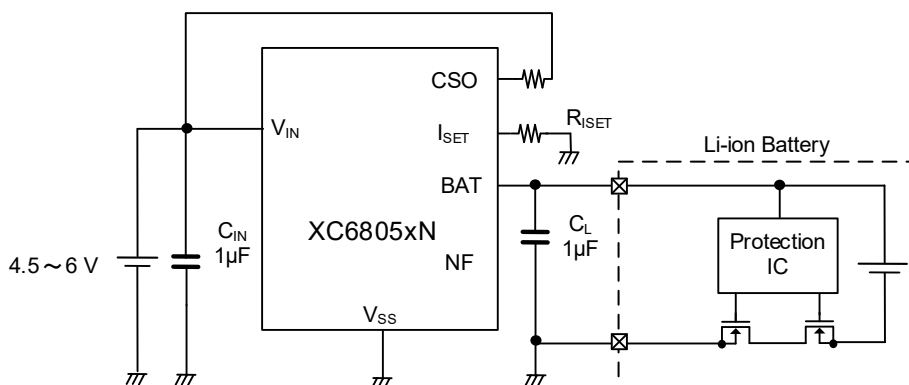 CSO
V_IN
I_SET
R_ISET
Li-ion Battery
BAT
C_IN
1μF
C_L
1μF
XC6805xN
Protection
IC
4.5～6 V
NF
V_SS